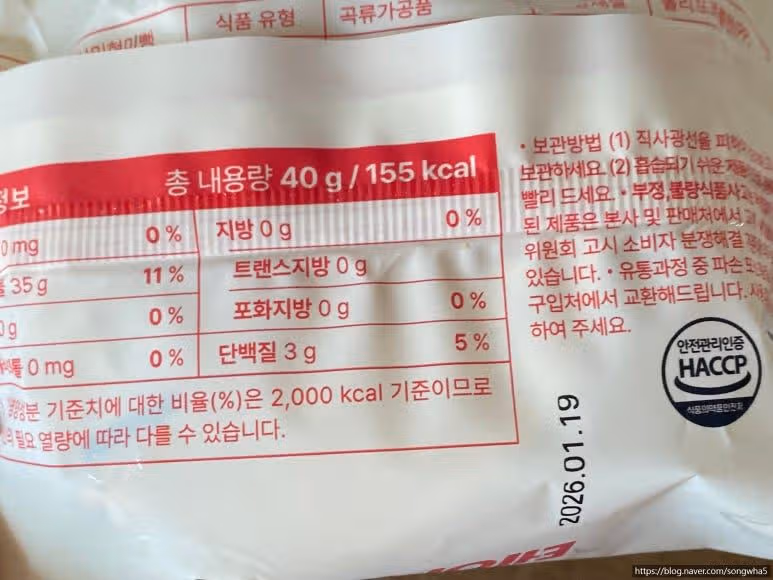 식품 유형
곡류가공품
정보
총 내용량 40 g / 155 kcal
0 mg 0 %
지방 0 g 0 %
35 g 11 %
트랜스지방 0 g
0 g 0 %
포화지방 0 g 0 %
0 mg 0 %
단백질 3 g 5 %
기준치에 대한 비율(%)은 2,000 kcal 기준이므로
필요 열량에 따라 다를 수 있습니다.
• 보관방법 (1) 직사광선을
보관하세요. (2) 흡습되기 쉬운
빨리 드세요. • 부정,불량식품
된 제품은 본사 및 판매처에서
위원회 고시 소비자 분쟁해결
있습니다. • 유통과정 중 파손
구입처에서 교환해드립니다.
하여 주세요.
안전관리인증
HACCP
식품의약품안전처
2026.01.19
https://blog.naver.com/songwha5